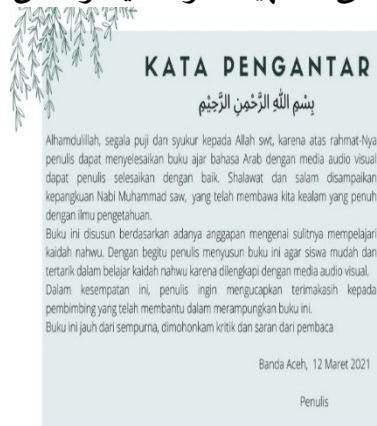 KATA PENGANTAR
بِسْمِ اللَّهِ الرَّحْمٰنِ الرَّحِيْمِ
Alhamdulillah, segala puji dan syukur kepada Allah swt, karena atas rahmat-Nya
penulis dapat menyelesaikan buku ajar bahasa Arab dengan media audio visual
dapat penulis selesaikan dengan baik. Shalawat dan salam disampaikan
kepangkuan Nabi Muhammad saw, yang telah membawa kita kealam yang penuh
dengan ilmu pengetahuan.
Buku ini disusun berdasarkan adanya anggapan mengenai sulitnya mempelajari
kaidah nahwu. Dengan begitu penulis menyusun buku ini agar siswa mudah dan
tertarik dalam belajar kaidah nahwu karena dilengkapi dengan media audio visual.
Dalam kesempatan ini, penulis ingin mengucapkan terimakasih kepada
pembimbing yang telah membantu dalam merampungkan buku ini.
Buku ini jauh dari sempurna, dimohonkam kritik dan saran dari pembaca
Banda Aceh, 12 Maret 2021
Penulis